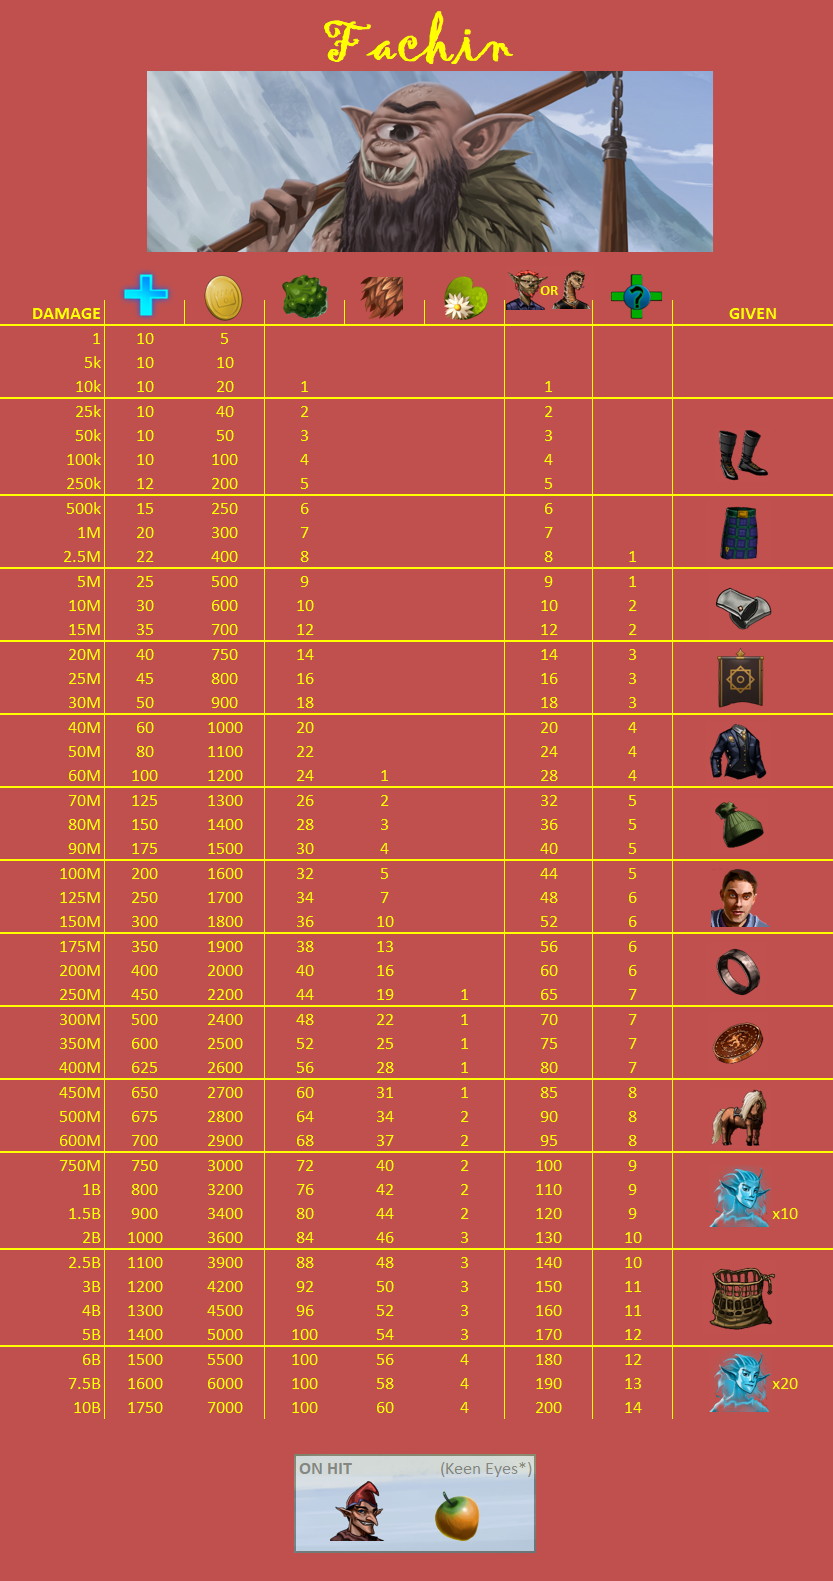 Fachin
OR
?
DAMAGE GIVEN
1 10 5
5k 10 10
10k 10 20 1 1
25k 10 40 2 2
50k 10 50 3 3
100k 10 100 4 4
250k 12 200 5 5
500k 15 250 6 6
1M 20 300 7 7
2.5M 22 400 8 8 1
5M 25 500 9 9 1
10M 30 600 10 10 2
15M 35 700 12 12 2
20M 40 750 14 14 3
25M 45 800 16 16 3
30M 50 900 18 18 3
40M 60 1000 20 20 4
50M 80 1100 22 24 4
60M 100 1200 24 1 28 4
70M 125 1300 26 2 32 5
80M 150 1400 28 3 36 5
90M 175 1500 30 4 40 5
100M 200 1600 32 5 44 5
125M 250 1700 34 7 48 6
150M 300 1800 36 10 52 6
175M 350 1900 38 13 56 6
200M 400 2000 40 16 60 6
250M 450 2200 44 19 1 65 7
300M 500 2400 48 22 1 70 7
350M 600 2500 52 25 1 75 7
400M 625 2600 56 28 1 80 7
450M 650 2700 60 31 1 85 8
500M 675 2800 64 34 2 90 8
600M 700 2900 68 37 2 95 8
750M 750 3000 72 40 2 100 9
1B 800 3200 76 42 2 110 9
1.5B 900 3400 80 44 2 120 9 x10
2B 1000 3600 84 46 3 130 10
2.5B 1100 3900 88 48 3 140 10
3B 1200 4200 92 50 3 150 11
4B 1300 4500 96 52 3 160 11
5B 1400 5000 100 54 3 170 12
6B 1500 5500 100 56 4 180 12
7.5B 1600 6000 100 58 4 190 13 x20
10B 1750 7000 100 60 4 200 14
ON HIT (Keen Eyes*)